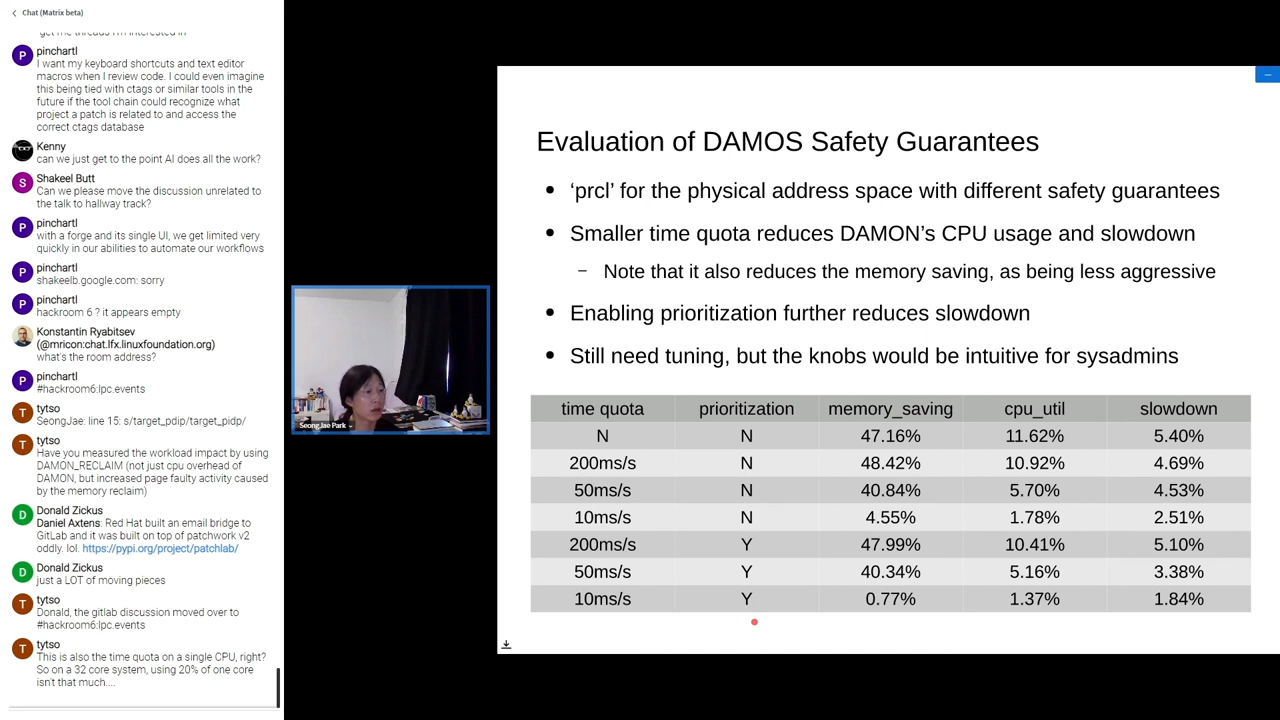 Chat (Matrix beta)
get me threads I'm interested in
P
pinchartl
I want my keyboard shortcuts and text editor
macros when I review code. I could even imagine
this being tied with ctags or similar tools in the
future if the tool chain could recognize what
project a patch is related to and access the
correct ctags database
Kenny
can we just get to the point AI does all the work?
S
Shakeel Butt
Can we please move the discussion unrelated to
the talk to hallway track?
P
pinchartl
with a forge and its single UI, we get limited very
quickly in our abilities to automate our workflows
P
pinchartl
shakeelb.google.com: sorry
P
pinchartl
hackroom 6 ? it appears empty
Konstantin Ryabitsev
(@mricon:chat.lfx.linuxfoundation.org)
what's the room address?
P
pinchartl
#hackroom6:lpc.events
T
tytso
SeongJae: line 15: s/target_pdip/target_pidp/
T
tytso
Have you measured the workload impact by using
DAMON_RECLAIM (not just cpu overhead of
DAMON, but increased page faulty activity caused
by the memory reclaim)
D
Donald Zickus
Daniel Axtens: Red Hat built an email bridge to
GitLab and it was built on top of patchwork v2
oddly. lol. https://pypi.org/project/patchlab/
D
Donald Zickus
just a LOT of moving pieces
T
tytso
Donald, the gitlab discussion moved over to
#hackroom6:lpc.events
T
tytso
This is also the time quota on a single CPU, right?
So on a 32 core system, using 20% of one core
isn't that much....
SeongJae Park
Evaluation of DAMOS Safety Guarantees
• ‘prcl’ for the physical address space with different safety guarantees
• Smaller time quota reduces DAMON’s CPU usage and slowdown
– Note that it also reduces the memory saving, as being less aggressive
• Enabling prioritization further reduces slowdown
• Still need tuning, but the knobs would be intuitive for sysadmins
time quota prioritization memory_saving cpu_util slowdown
N N 47.16% 11.62% 5.40%
200ms/s N 48.42% 10.92% 4.69%
50ms/s N 40.84% 5.70% 4.53%
10ms/s N 4.55% 1.78% 2.51%
200ms/s Y 47.99% 10.41% 5.10%
50ms/s Y 40.34% 5.16% 3.38%
10ms/s Y 0.77% 1.37% 1.84%